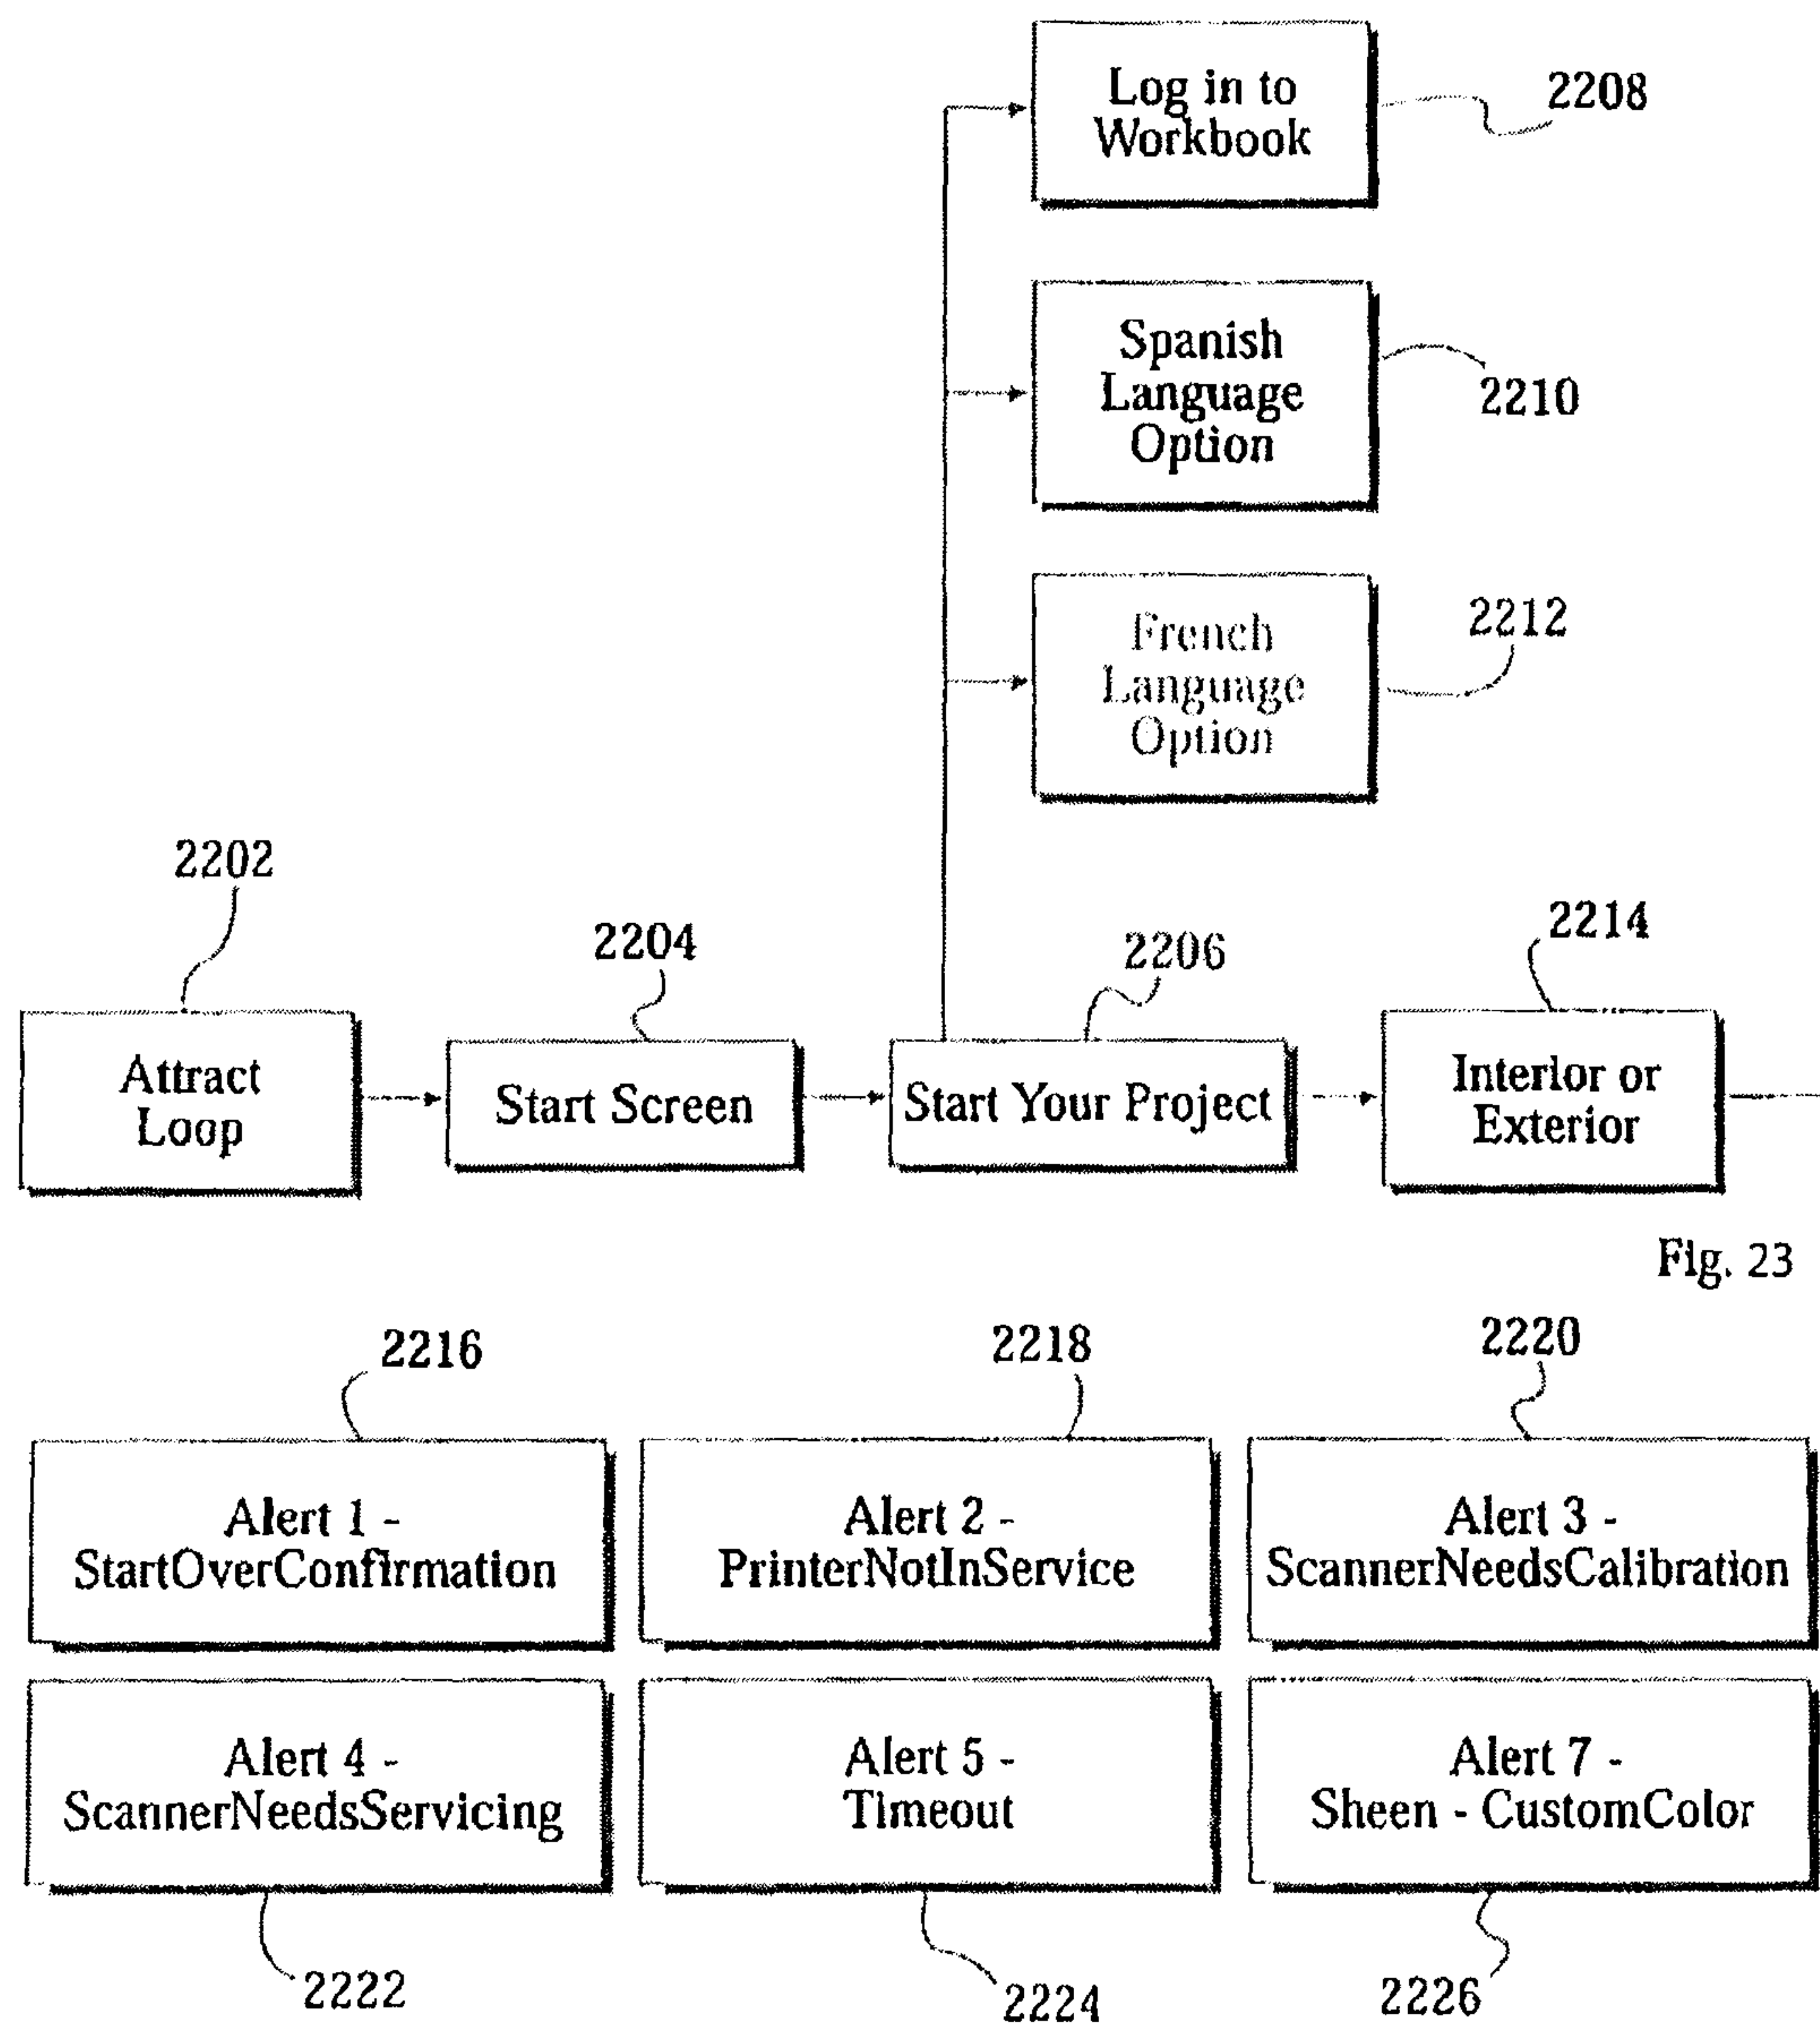 Log in to
Workbook
2208
Spanish
Language
Option
2210
French
Language
Option
2212
2202
2204
2206
2214
Attract
Loop
Start Screen
Start Your Project
Interior or
Exterior
Fig. 23
2216
2218
2220
Alert 1 -
StartOverConfirmation
Alert 2 -
PrinterNotInService
Alert 3 -
ScannerNeedsCalibration
Alert 4 -
ScannerNeedsServicing
Alert 5 -
Timeout
Alert 7 -
Sheen - CustomColor
2222
2224
2226